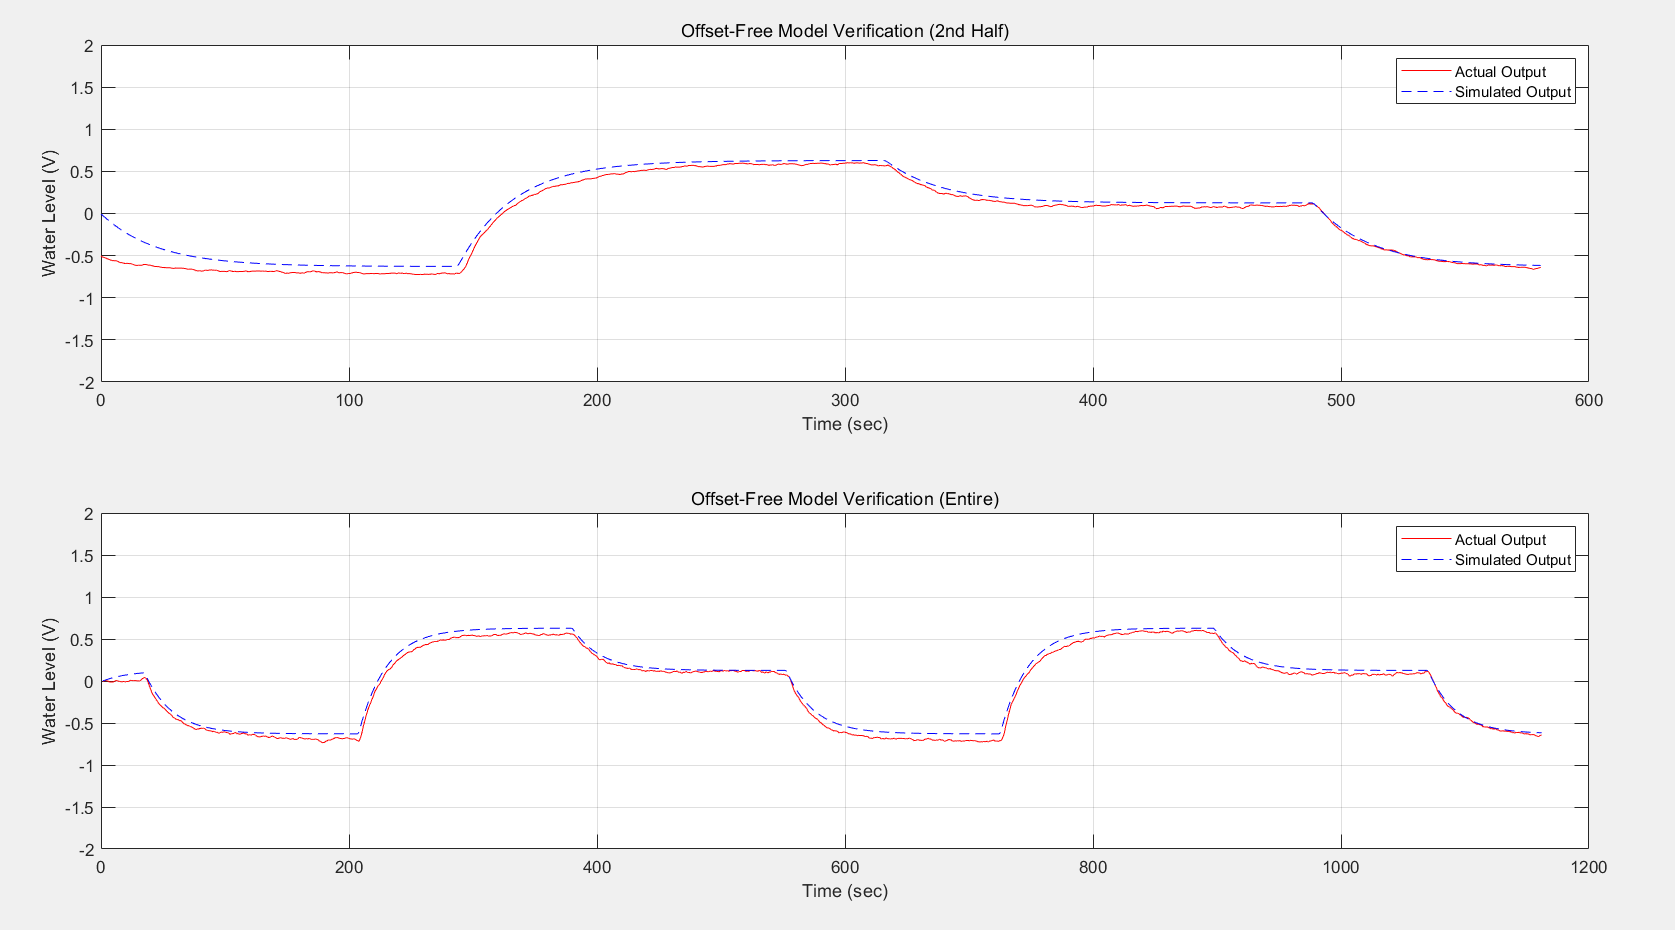 Offset-Free Model Verification (2nd Half)
2
1.5
1
0.5
0
-0.5
-1
-1.5
-2
Water Level (V)
Actual Output
Simulated Output
0 100 200 300 400 500 600
Time (sec)
Offset-Free Model Verification (Entire)
2
1.5
1
0.5
0
-0.5
-1
-1.5
-2
Water Level (V)
Actual Output
Simulated Output
0 200 400 600 800 1000 1200
Time (sec)